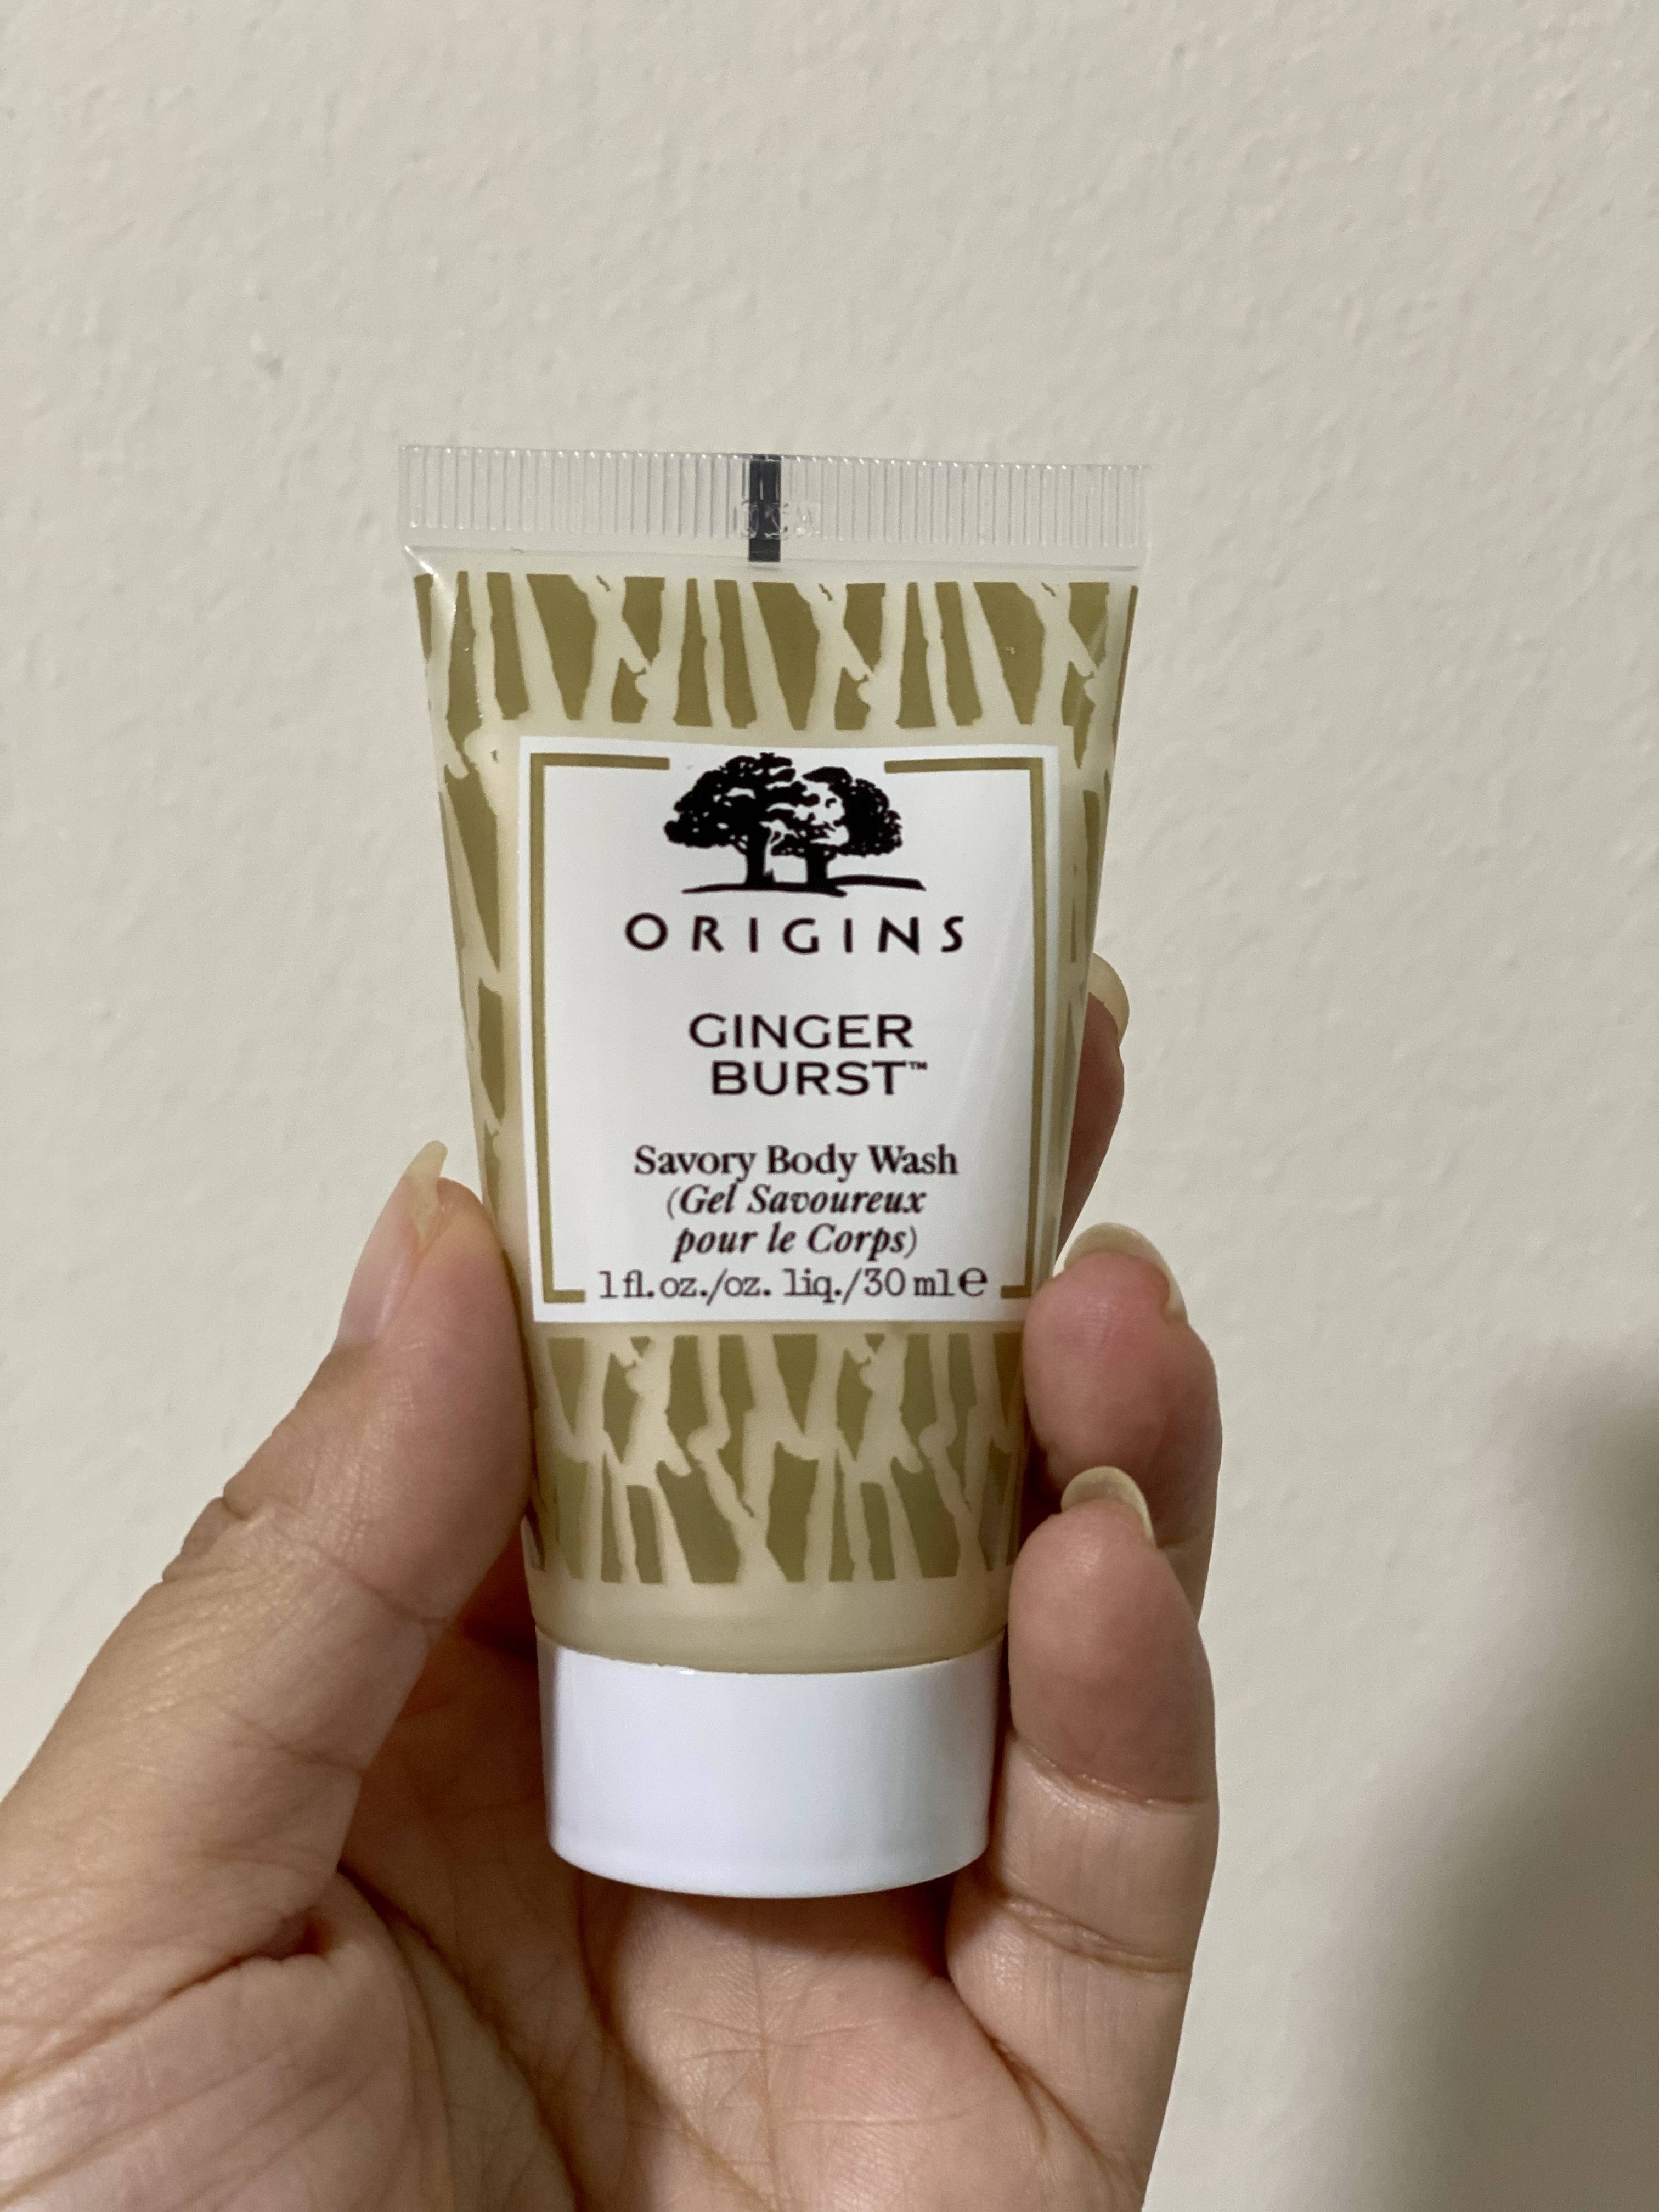 ORIGINS
GINGER
BURST™
Savory Body Wash
(Gel Savoureux
pour le Corps)
1 fl. oz./oz. liq./30 ml ℮